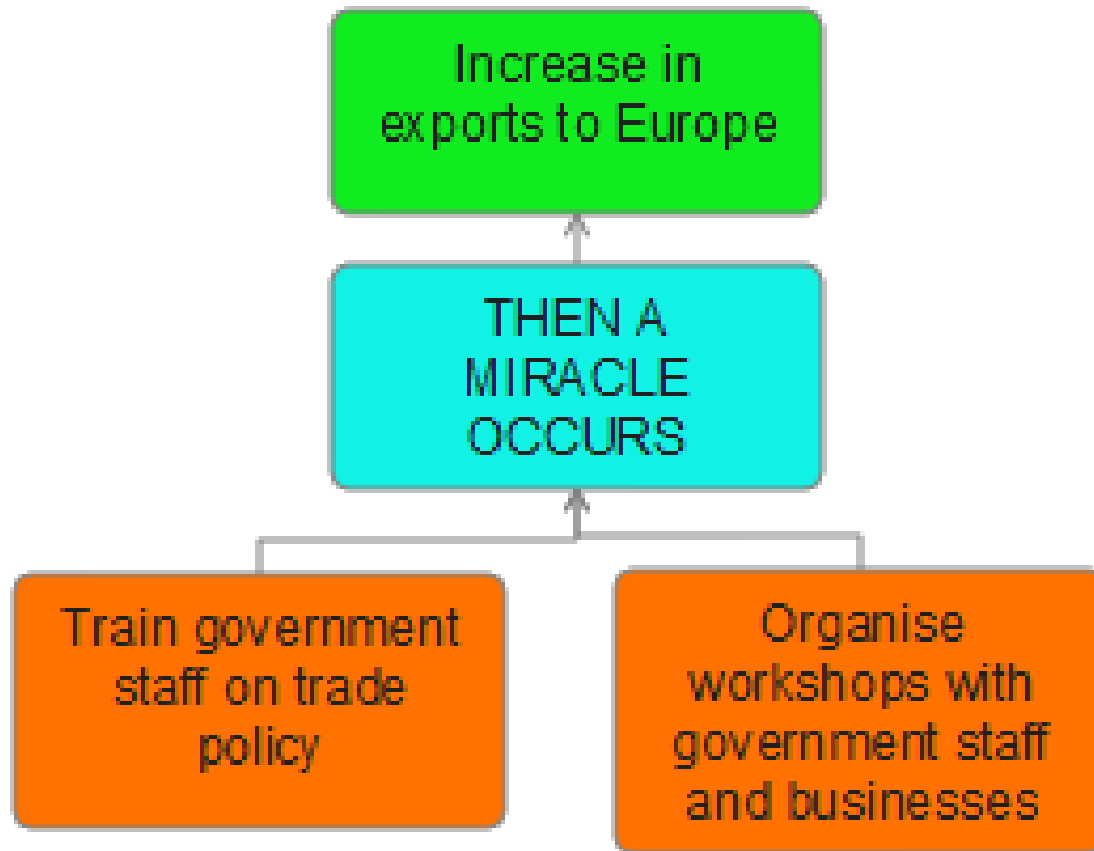 Increase in
exports to Europe
THEN A
MIRACLE
OCCURS
Train government
staff on trade
policy
Organise
workshops with
government staff
and businesses